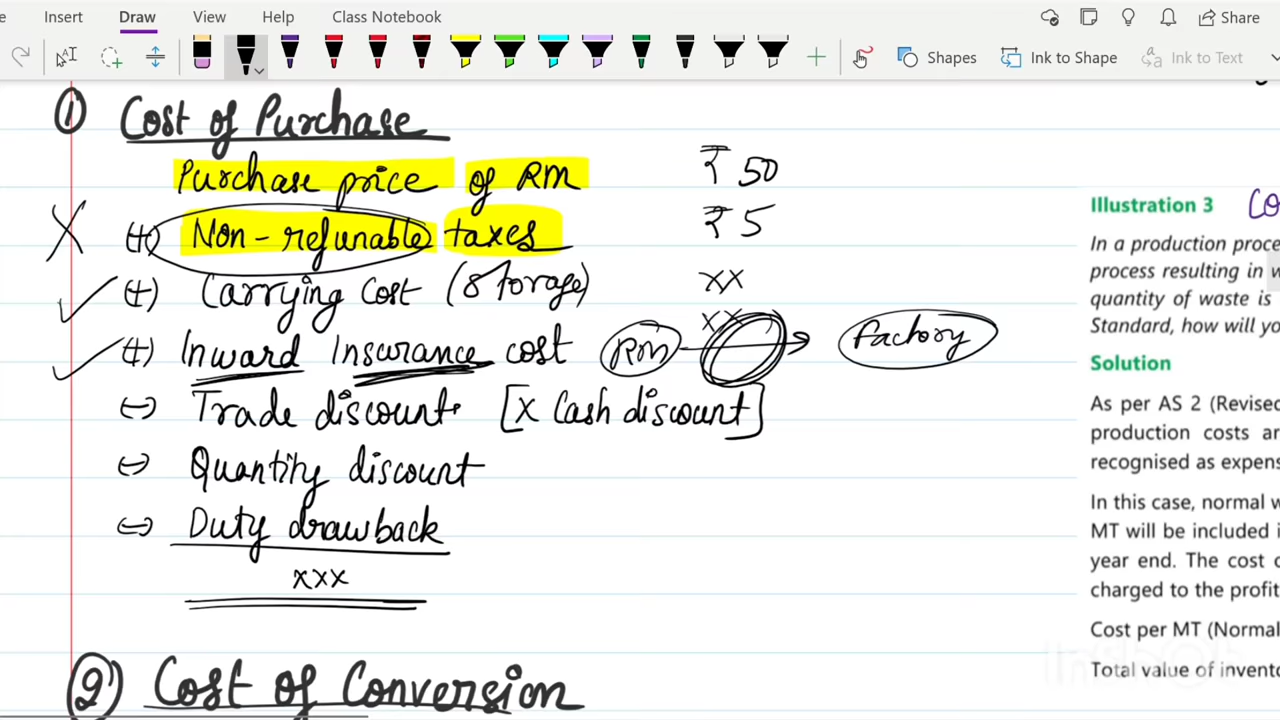 Insert Draw View Help Class Notebook Share
Shapes Ink to Shape Ink to Text
① Cost of Purchase
Purchase price of RM ₹ 50
X (+) Non-refunable taxes ₹ 5
✓ (+) Carrying cost (storage) xx
xx
✓ (+) Inward Insurance cost RM → Factory
(-) Trade discount [X Cash discount]
(-) Quantity discount
(-) Duty drawback
xxx
② Cost of Conversion
Illustration 3
In a production proce
process resulting in w
quantity of waste is
Standard, how will yo
Solution
As per AS 2 (Revised
production costs ar
recognised as expens
In this case, normal w
MT will be included i
year end. The cost o
charged to the profit
Cost per MT (Normal
Total value of invento